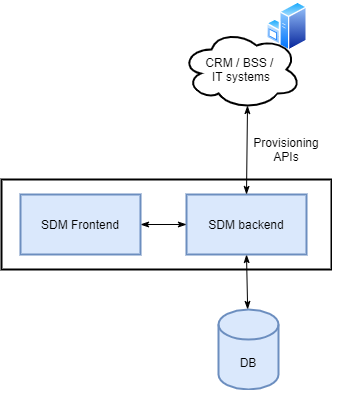 CRM / BSS /
IT systems
Provisioning
APIs
SDM Frontend
SDM backend
DB